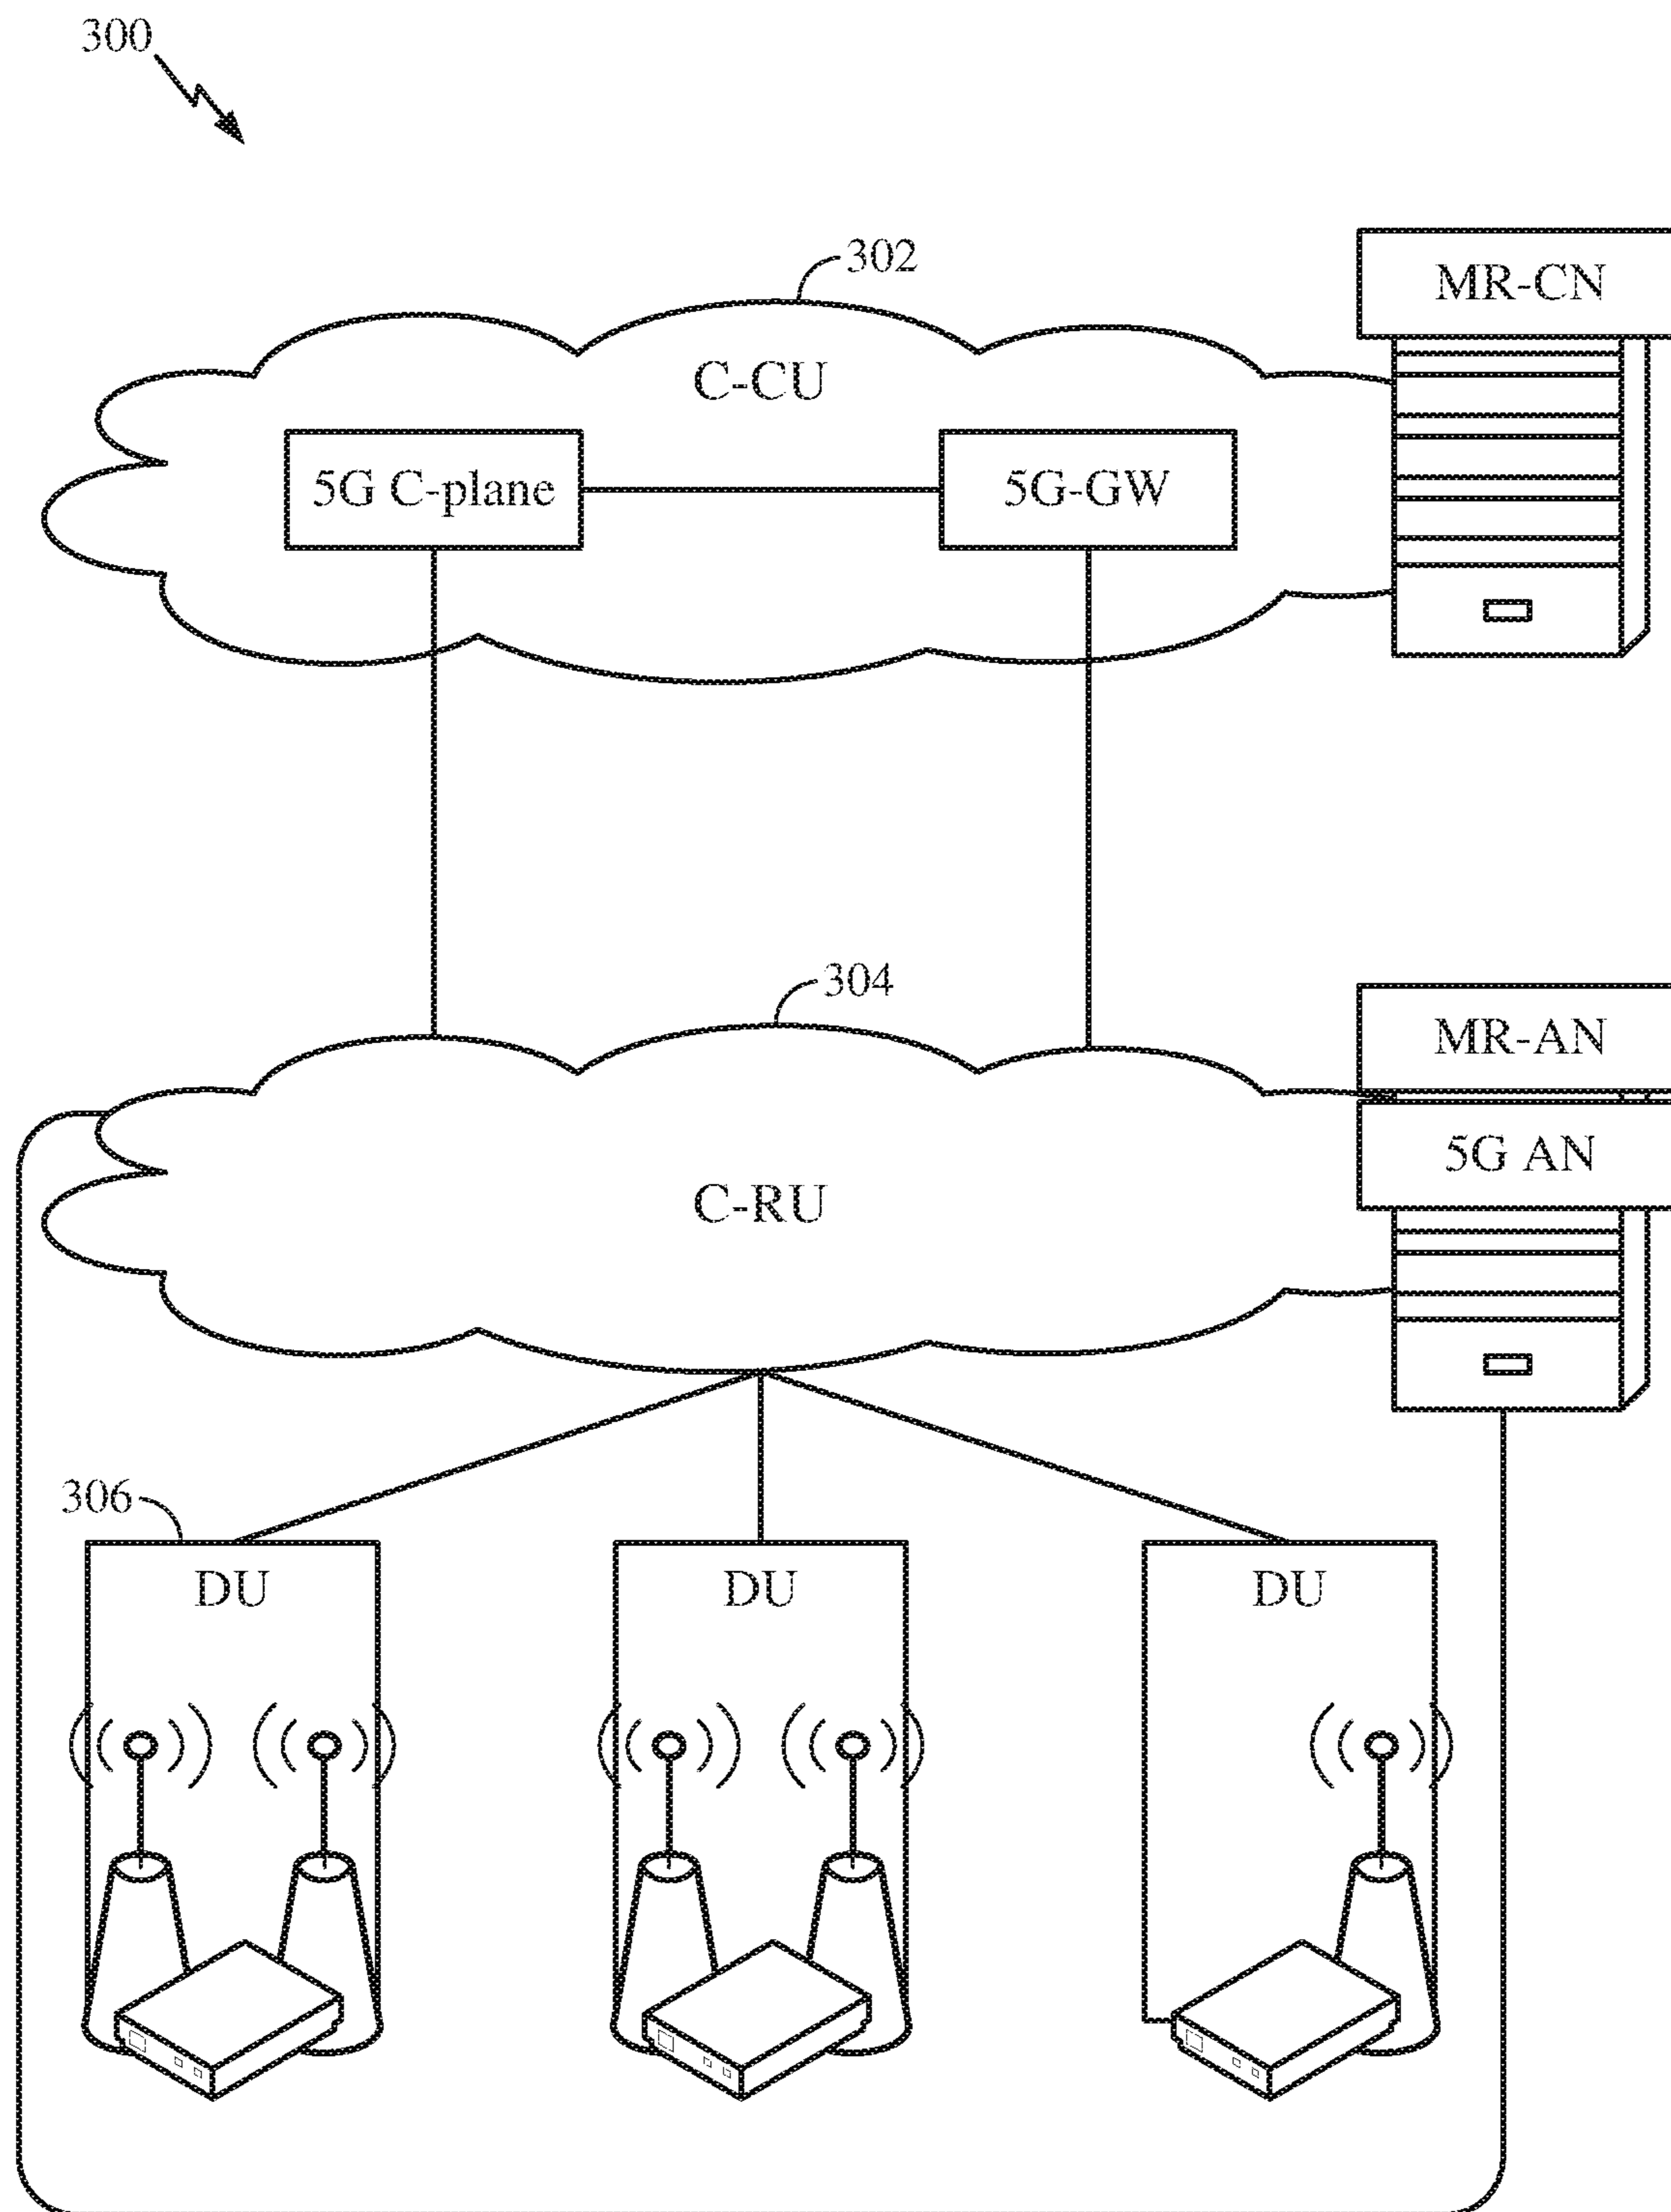 300
302
MR-CN
C-CU
5G C-plane
5G-GW
304
MR-AN
5G AN
C-RU
306
DU
DU
DU